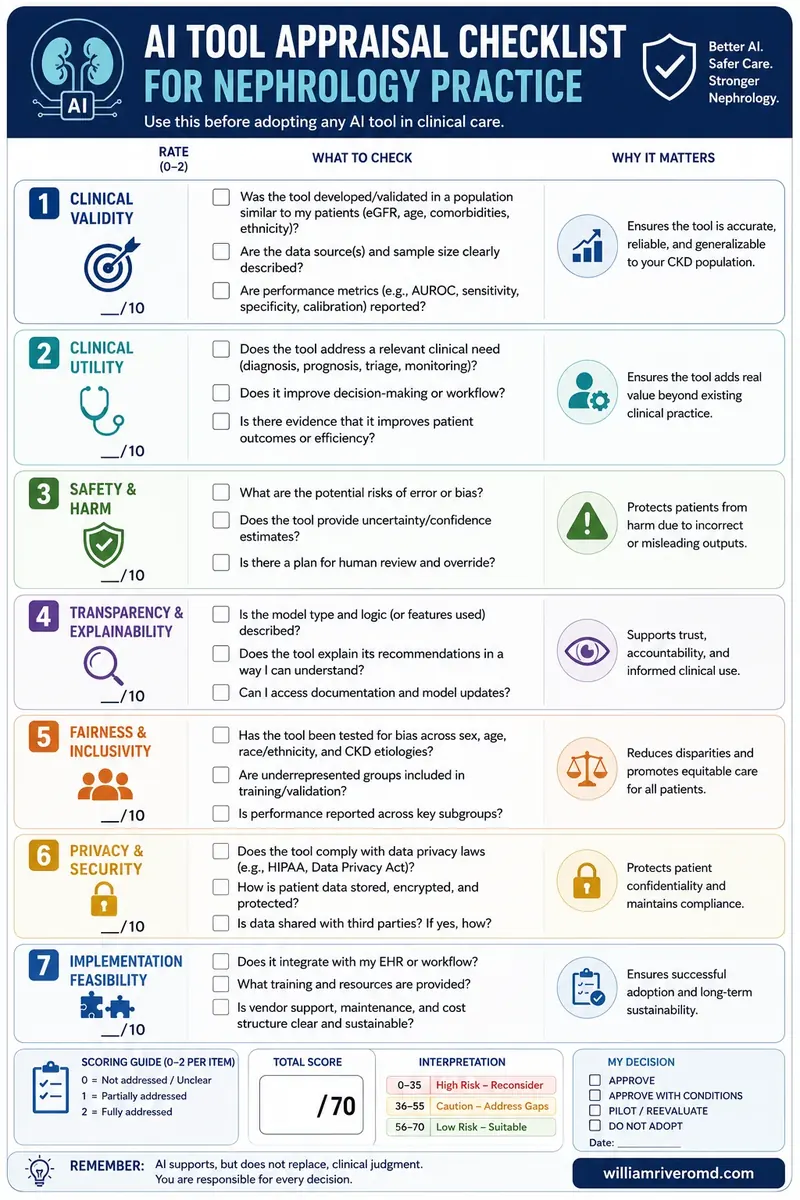 AI TOOL APPRAISAL CHECKLIST
FOR NEPHROLOGY PRACTICE
Use this before adopting any AI tool in clinical care.
AI
Better AI.
Safer Care.
Stronger
Nephrology.
RATE
(0–2)
WHAT TO CHECK
WHY IT MATTERS
1
CLINICAL
VALIDITY
__/10
Was the tool developed/validated in a population
similar to my patients (eGFR, age, comorbidities,
ethnicity)?
Are the data source(s) and sample size clearly
described?
Are performance metrics (e.g., AUROC, sensitivity,
specificity, calibration) reported?
Ensures the tool is accurate,
reliable, and generalizable
to your CKD population.
2
CLINICAL
UTILITY
__/10
Does the tool address a relevant clinical need
(diagnosis, prognosis, triage, monitoring)?
Does it improve decision-making or workflow?
Is there evidence that it improves patient
outcomes or efficiency?
Ensures the tool adds real
value beyond existing
clinical practice.
3
SAFETY &
HARM
__/10
What are the potential risks of error or bias?
Does the tool provide uncertainty/confidence
estimates?
Is there a plan for human review and override?
Protects patients from
harm due to incorrect
or misleading outputs.
4
TRANSPARENCY &
EXPLAINABILITY
__/10
Is the model type and logic (or features used)
described?
Does the tool explain its recommendations in a
way I can understand?
Can I access documentation and model updates?
Supports trust,
accountability, and
informed clinical use.
5
FAIRNESS &
INCLUSIVITY
__/10
Has the tool been tested for bias across sex, age,
race/ethnicity, and CKD etiologies?
Are underrepresented groups included in
training/validation?
Is performance reported across key subgroups?
Reduces disparities and
promotes equitable care
for all patients.
6
PRIVACY &
SECURITY
__/10
Does the tool comply with data privacy laws
(e.g., HIPAA, Data Privacy Act)?
How is patient data stored, encrypted, and
protected?
Is data shared with third parties? If yes, how?
Protects patient
confidentiality and
maintains compliance.
7
IMPLEMENTATION
FEASIBILITY
__/10
Does it integrate with my EHR or workflow?
What training and resources are provided?
Is vendor support, maintenance, and cost
structure clear and sustainable?
Ensures successful
adoption and long-term
sustainability.
SCORING GUIDE (0–2 PER ITEM)
0 = Not addressed / Unclear
1 = Partially addressed
2 = Fully addressed
TOTAL SCORE
/70
INTERPRETATION
0–35 High Risk – Reconsider
36–55 Caution – Address Gaps
56–70 Low Risk – Suitable
MY DECISION
APPROVE
APPROVE WITH CONDITIONS
PILOT / REEVALUATE
DO NOT ADOPT
Date: ____________
REMEMBER: AI supports, but does not replace, clinical judgment.
You are responsible for every decision.
williamriveromd.com